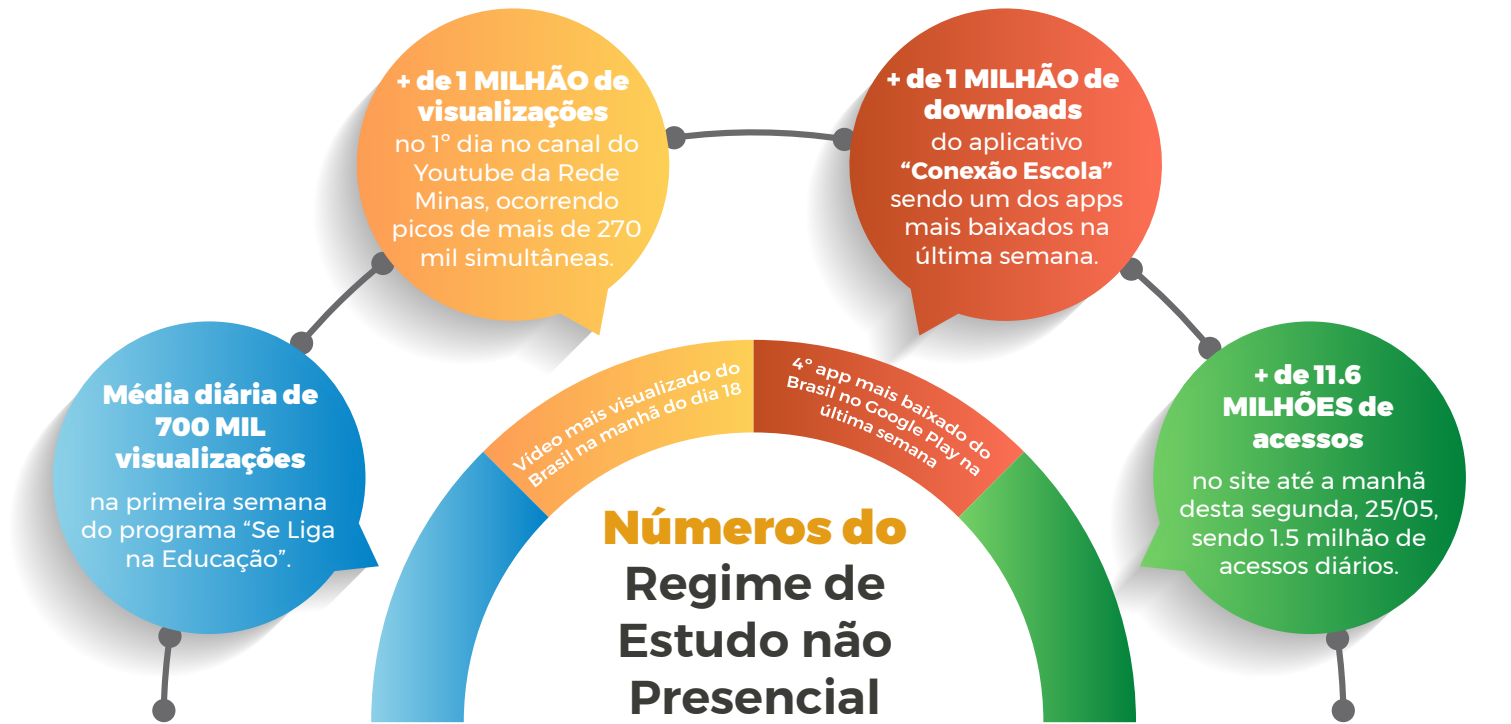 + de 1 MILHÃO de
visualizações
no 1º dia no canal do
Youtube da Rede
Minas, ocorrendo
picos de mais de 270
mil simultâneas.
+ de 1 MILHÃO de
downloads
do aplicativo
“Conexão Escola”
sendo um dos apps
mais baixados na
última semana.
Média diária de
700 MIL
visualizações
na primeira semana
do programa “Se Liga
na Educação”.
Vídeo mais visualizado do
Brasil na manhã do dia 18
4º app mais baixado do
Brasil no Google Play na
última semana
+ de 11.6
MILHÕES de
acessos
no site até a manhã
desta segunda, 25/05,
sendo 1.5 milhão de
acessos diários.
Números do
Regime de
Estudo não
Presencial